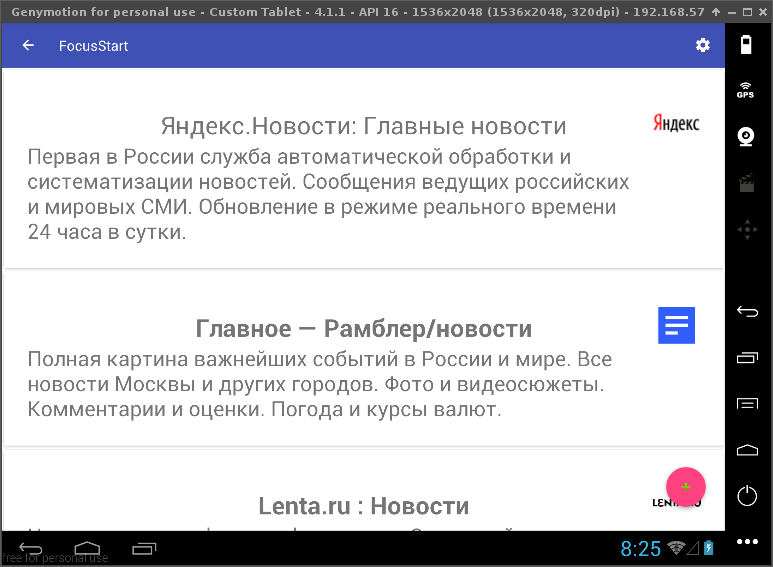 Genymotion for personal use - Custom Tablet - 4.1.1 - API 16 - 1536x2048 (1536x2048, 320dpi) - 192.168.57
FocusStart
GPS
Яндекс.Новости: Главные новости
Яндекс
Первая в России служба автоматической обработки и
систематизации новостей. Сообщения ведущих российских
и мировых СМИ. Обновление в режиме реального времени
24 часа в сутки.
Главное — Рамблер/новости
Полная картина важнейших событий в России и мире. Все
новости Москвы и других городов. Фото и видеосюжеты.
Комментарии и оценки. Погода и курсы валют.
Lenta.ru : Новости
8:25
free for personal use